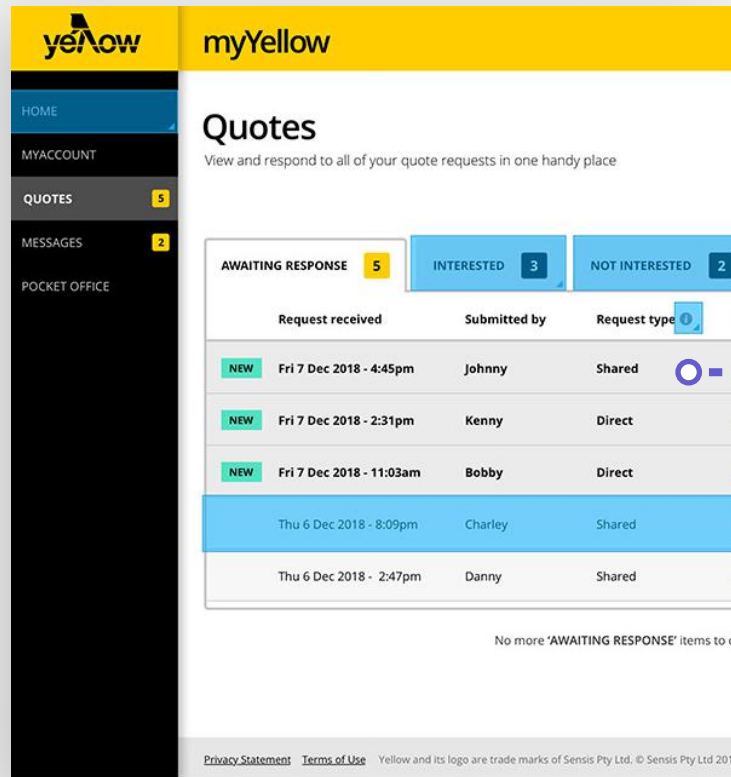 yellow
myYellow
HOME
MYACCOUNT
QUOTES 5
MESSAGES 2
POCKET OFFICE
Quotes
View and respond to all of your quote requests in one handy place
AWAITING RESPONSE 5 INTERESTED 3 NOT INTERESTED 2
Request received Submitted by Request type i
NEW Fri 7 Dec 2018 - 4:45pm Johnny Shared
NEW Fri 7 Dec 2018 - 2:31pm Kenny Direct
NEW Fri 7 Dec 2018 - 11:03am Bobby Direct
Thu 6 Dec 2018 - 8:09pm Charley Shared
Thu 6 Dec 2018 - 2:47pm Danny Shared
No more 'AWAITING RESPONSE' items to
Privacy Statement Terms of Use Yellow and its logo are trade marks of Sensis Pty Ltd. © Sensis Pty Ltd 201